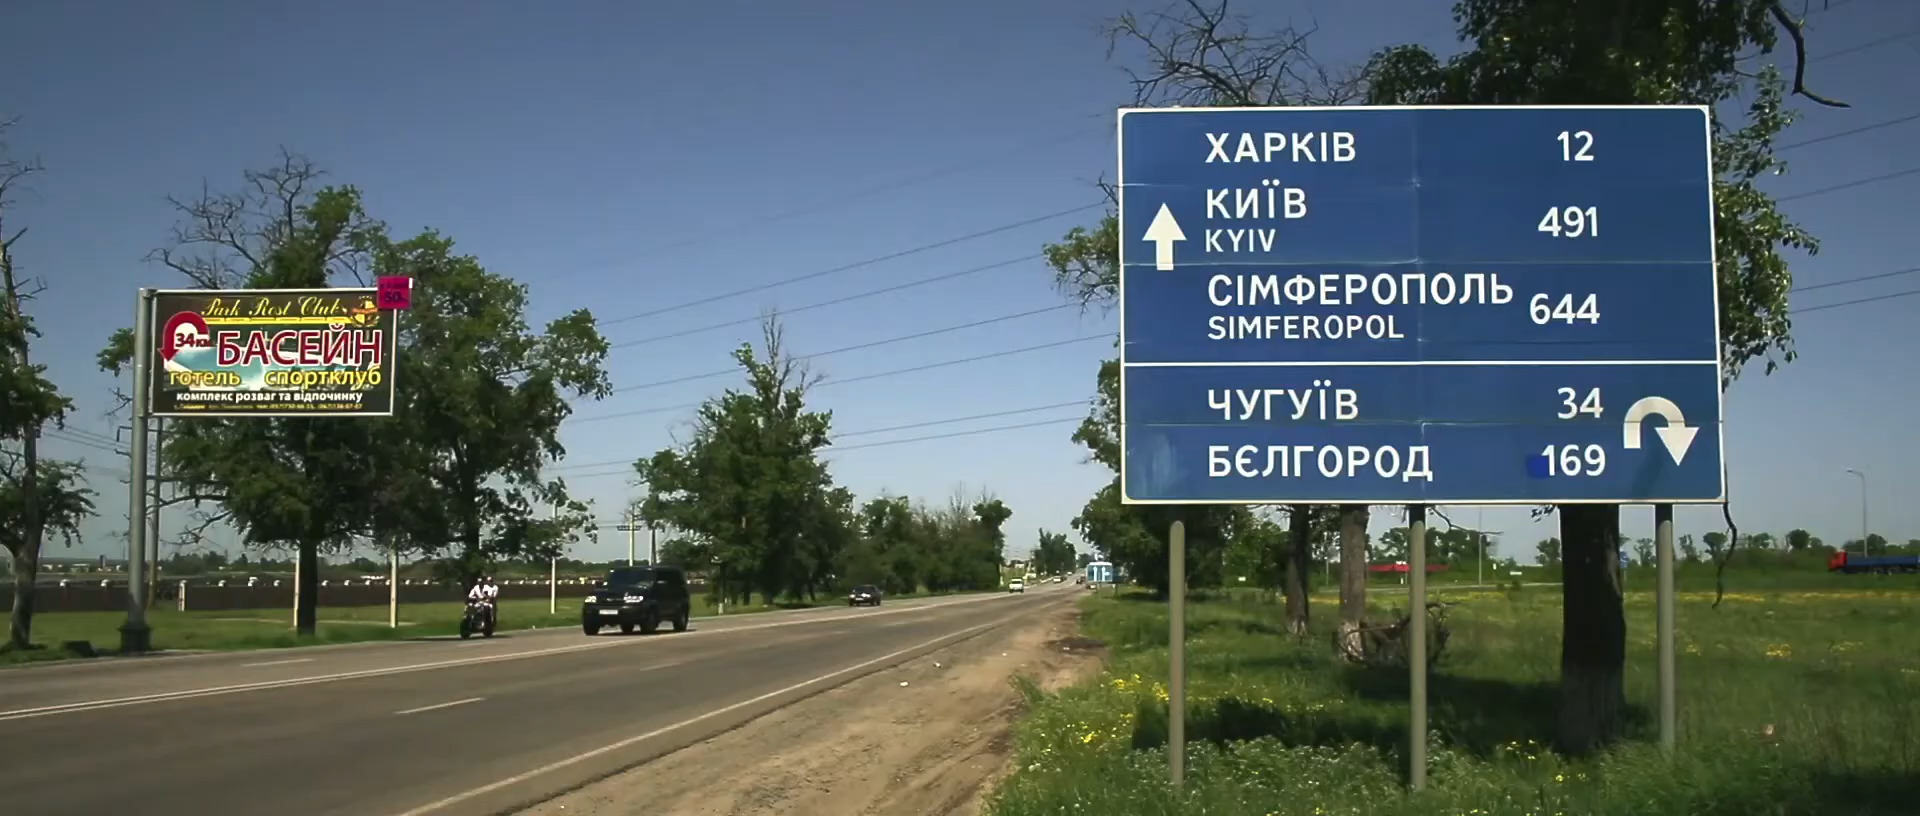 Park Rest Club
34км
БАСЕЙН
готель спортклуб
комплекс розваг та відпочинку
ХАРКІВ 12
КИЇВ 491
KYIV
СІМФЕРОПОЛЬ 644
SIMFEROPOL
ЧУГУЇВ 34
БЄЛГОРОД 169